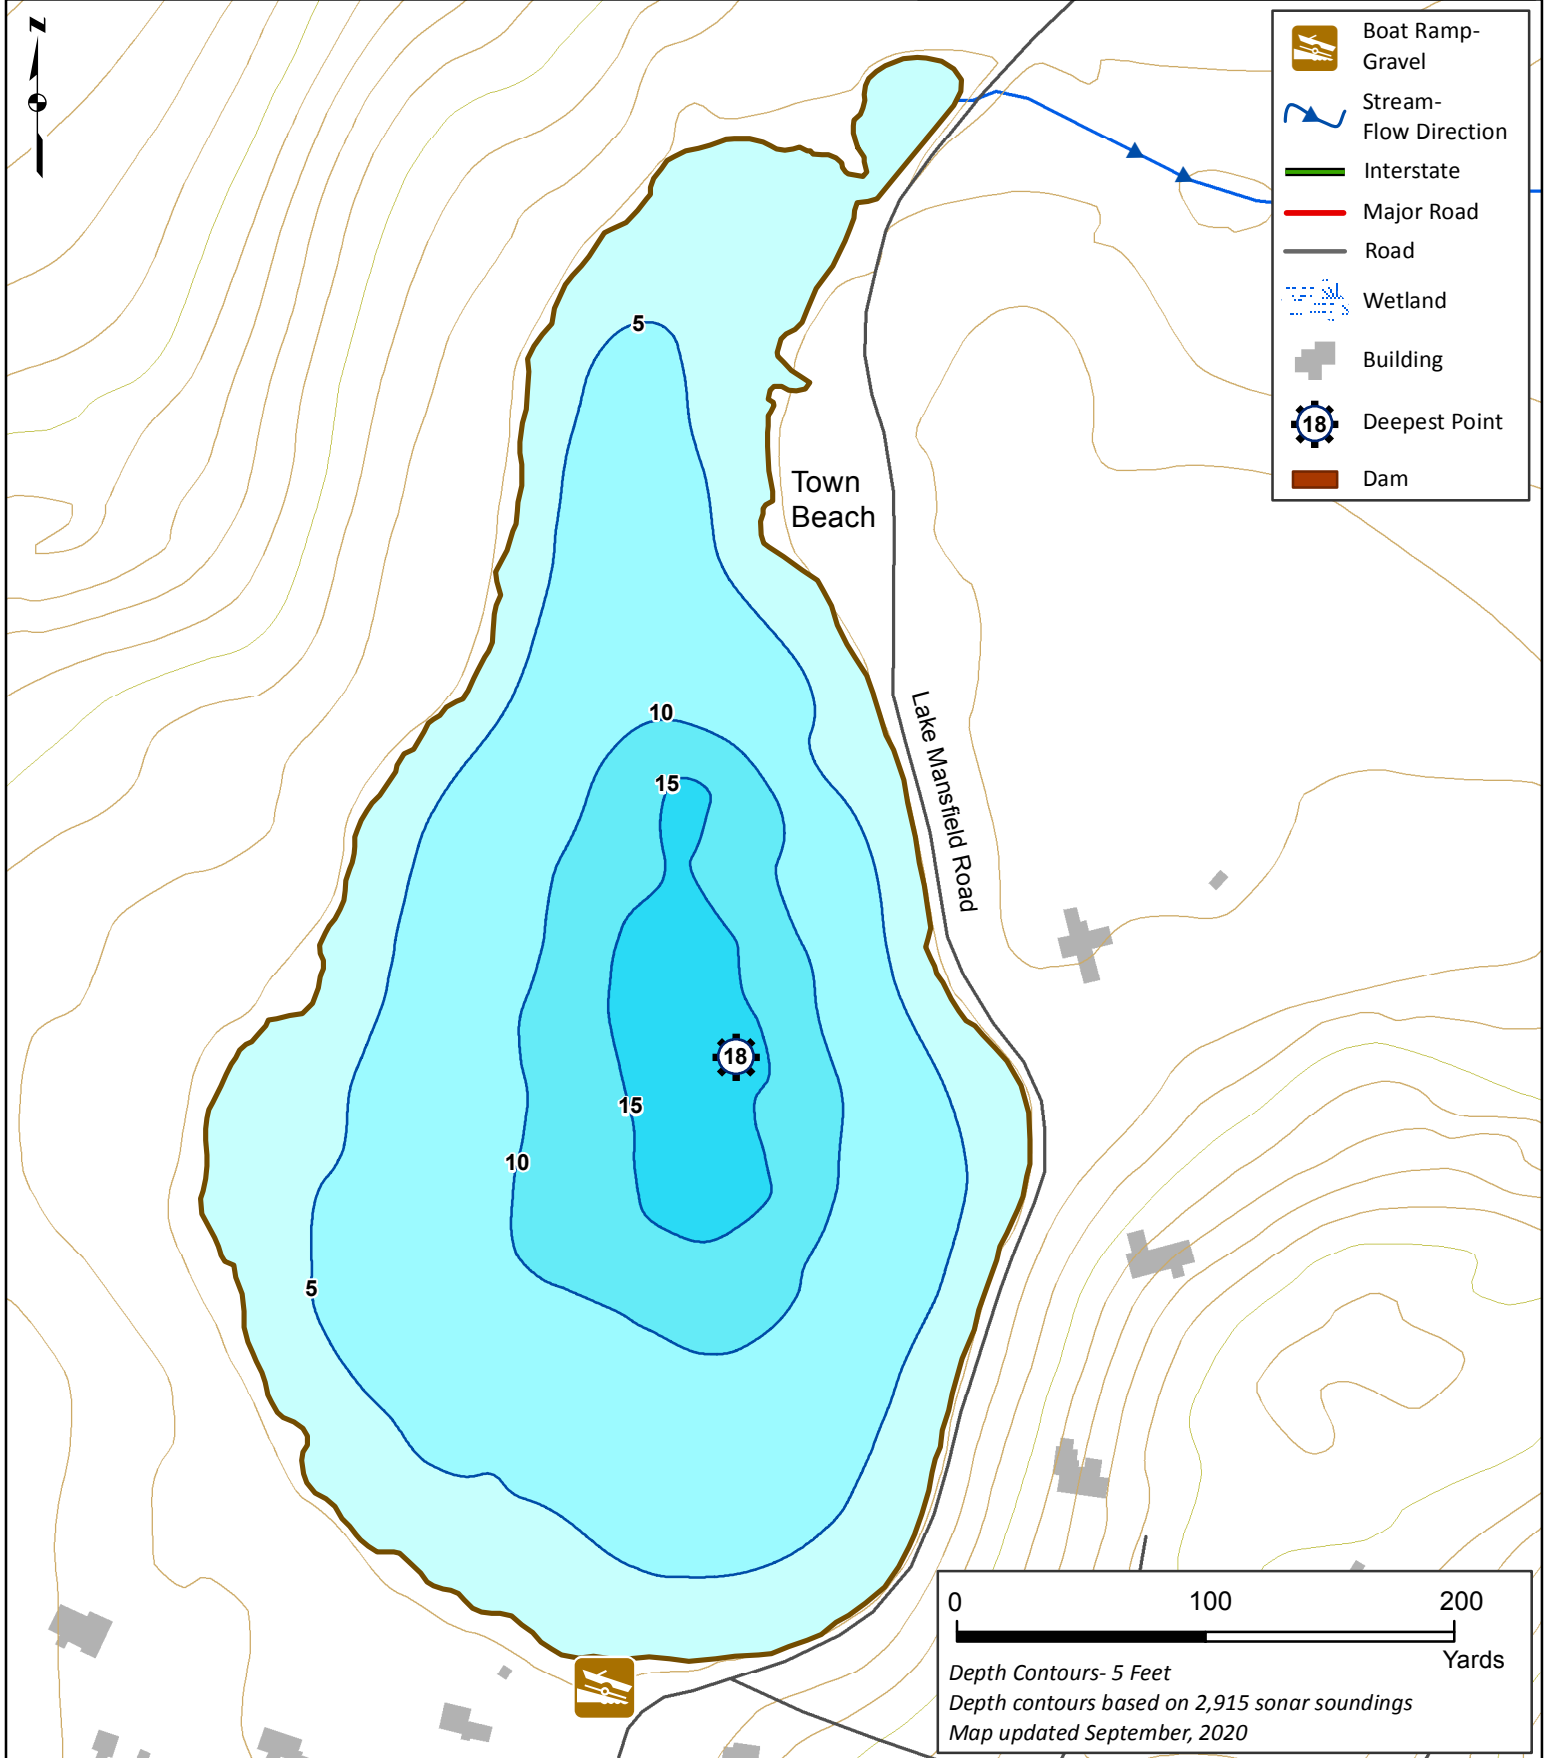 N
Boat Ramp-
Gravel
Stream-
Flow Direction
Interstate
Major Road
Road
Wetland
Building
18 Deepest Point
Dam
5
Town
Beach
10
15
Lake Mansfield Road
18
15
10
5
0 100 200
Yards
Depth Contours- 5 Feet
Depth contours based on 2,915 sonar soundings
Map updated September, 2020